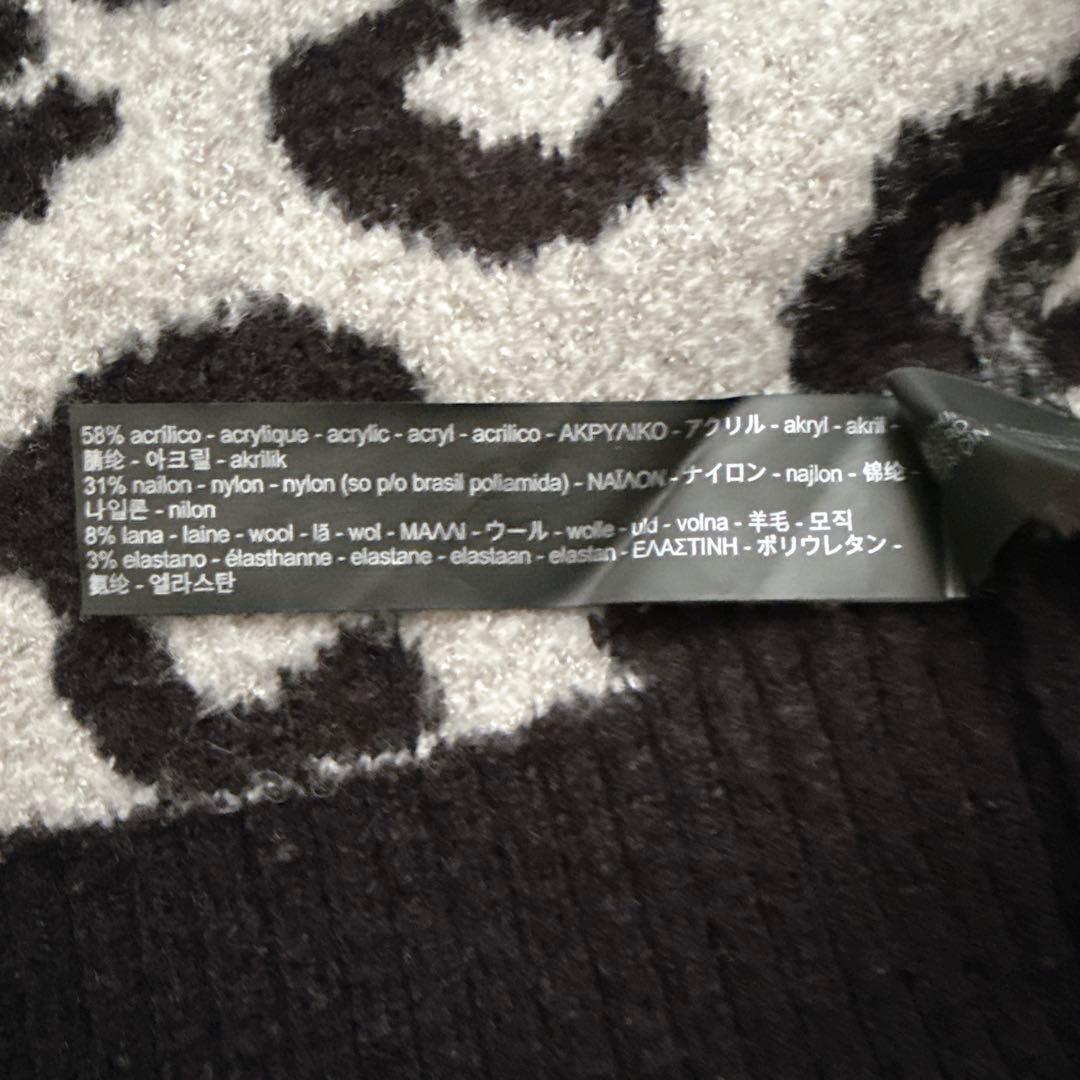 58% acrílico - acrylique - acrylic - acryl - acrilico - ΑΚΡΥΛΙΚΟ - アクリル - akryl - akril -
腈纶 - 아크릴 - akrilik
31% nailon - nylon - nylon (so p/o brasil poliamida) - ΝΑΪΛΟΝ - ナイロン - najlon - 锦纶 -
나일론 - nilon
8% lana - laine - wool - lã - wol - ΜΑΛΛΙ - ウール - wolle - uld - volna - 羊毛 - 모직
3% elastano - élasthanne - elastane - elastaan - elastan - ΕΛΑΣΤΙΝΗ - ポリウレタン -
氨纶 - 엘라스탄